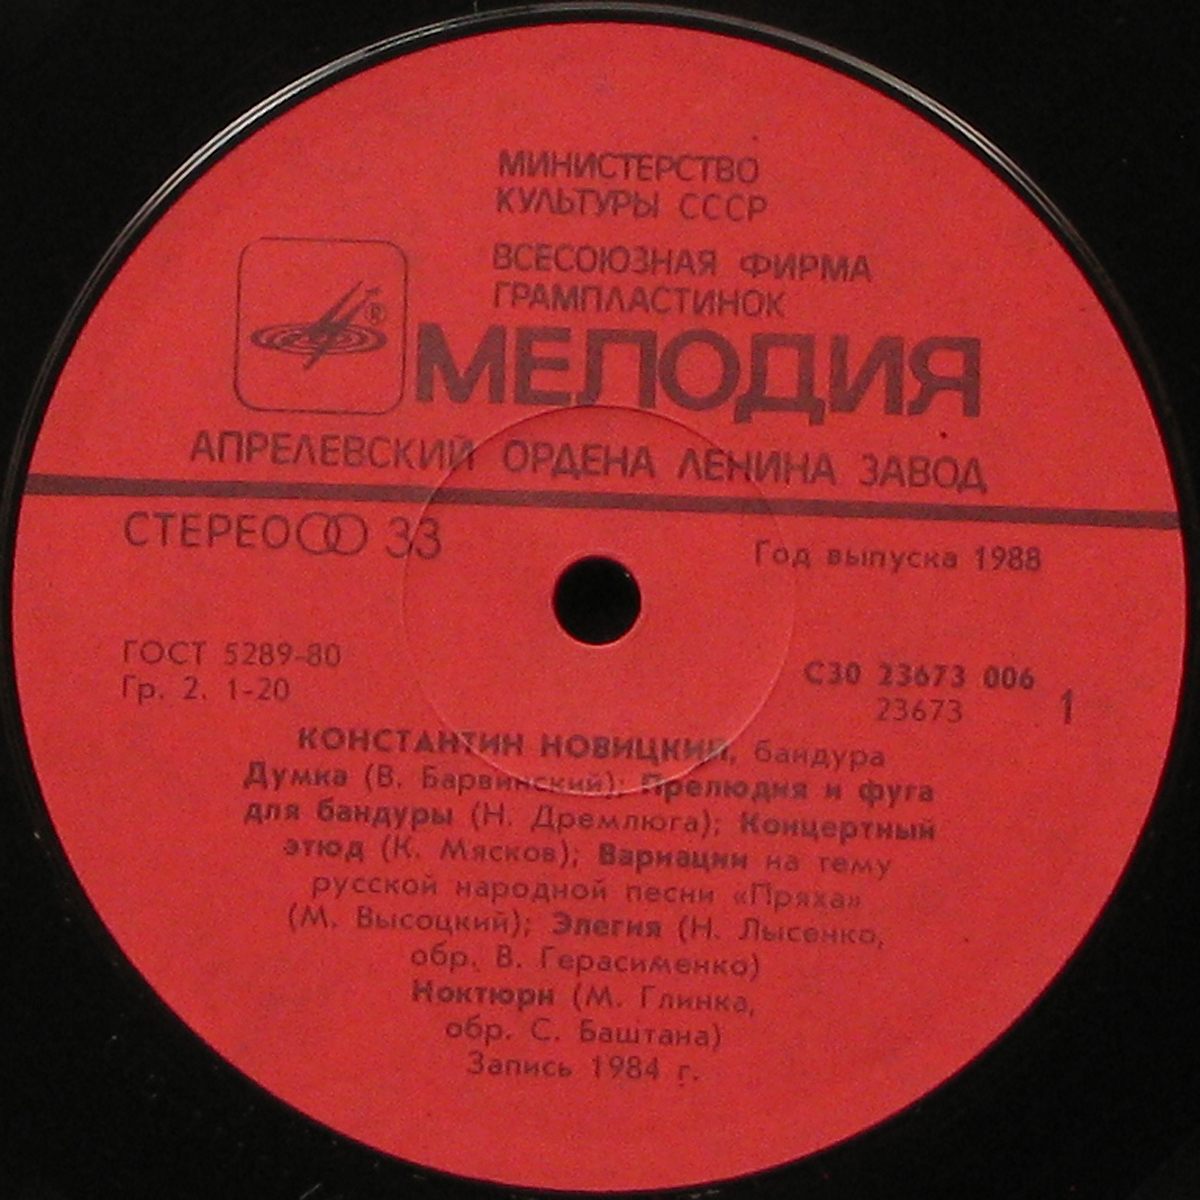 МИНИСТЕРСТВО
КУЛЬТУРЫ СССР
ВСЕСОЮЗНАЯ ФИРМА
ГРАМПЛАСТИНОК
®
МЕЛОДИЯ
АПРЕЛЕВСКИЙ ОРДЕНА ЛЕНИНА ЗАВОД
СТЕРЕО 33
Год выпуска 1988
ГОСТ 5289-80
Гр. 2. 1-20
С30 23673 006
23673 1
КОНСТАНТИН НОВИЦКИЙ, бандура
Думка (В. Барвинский); Прелюдия и фуга
для бандуры (Н. Дремлюга); Концертный
этюд (К. Мясков); Вариации на тему
русской народной песни «Пряха»
(М. Высоцкий); Элегия (Н. Лысенко,
обр. В. Герасименко)
Ноктюрн (М. Глинка,
обр. С. Баштана)
Запись 1984 г.